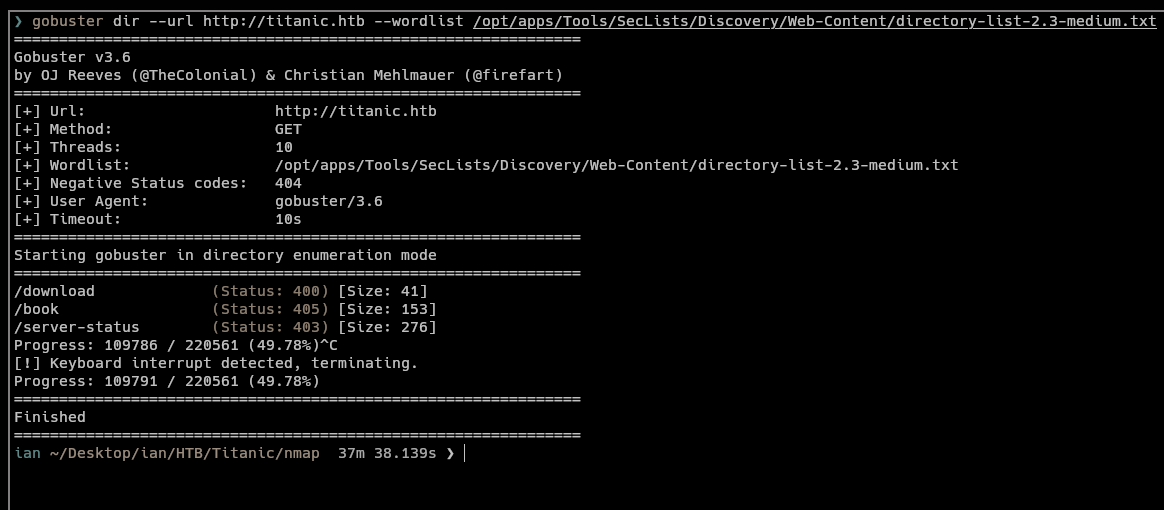 ❯ gobuster dir --url http://titanic.htb --wordlist /opt/apps/Tools/SecLists/Discovery/Web-Content/directory-list-2.3-medium.txt
===============================================================
Gobuster v3.6
by OJ Reeves (@TheColonial) & Christian Mehlmauer (@firefart)
===============================================================
[+] Url:                     http://titanic.htb
[+] Method:                  GET
[+] Threads:                 10
[+] Wordlist:                /opt/apps/Tools/SecLists/Discovery/Web-Content/directory-list-2.3-medium.txt
[+] Negative Status codes:   404
[+] User Agent:              gobuster/3.6
[+] Timeout:                 10s
===============================================================
Starting gobuster in directory enumeration mode
===============================================================
/download             (Status: 400) [Size: 41]
/book                 (Status: 405) [Size: 153]
/server-status        (Status: 403) [Size: 276]
Progress: 109786 / 220561 (49.78%)^C
[!] Keyboard interrupt detected, terminating.
Progress: 109791 / 220561 (49.78%)
===============================================================
Finished
===============================================================
ian ~/Desktop/ian/HTB/Titanic/nmap  37m 38.139s ❯